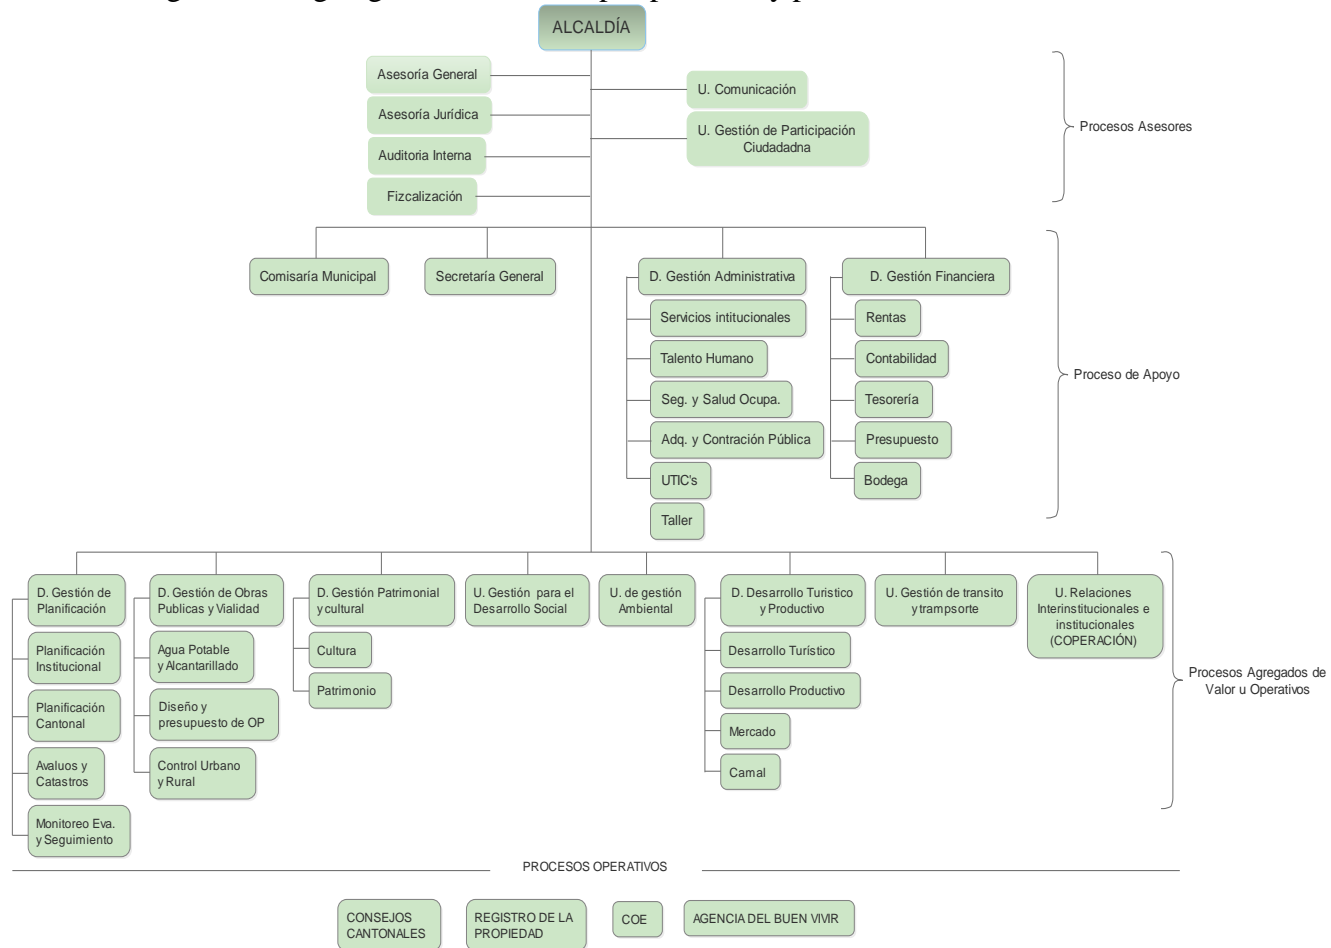 ALCALDÍA
Asesoría General
Asesoría Jurídica
Auditoria Interna
Fizcalización
U. Comunicación
U. Gestión de Participación
Ciudadadna
Procesos Asesores
Comisaría Municipal
Secretaría General
D. Gestión Administrativa
Servicios intitucionales
Talento Humano
Seg. y Salud Ocupa.
Adq. y Contración Pública
UTIC's
Taller
D. Gestión Financiera
Rentas
Contabilidad
Tesorería
Presupuesto
Bodega
Proceso de Apoyo
D. Gestión de
Planificación
Planificación
Institucional
Planificación
Cantonal
Avaluos y
Catastros
Monitoreo Eva.
y Seguimiento
D. Gestión de Obras
Publicas y Vialidad
Agua Potable
y Alcantarillado
Diseño y
presupuesto de OP
Control Urbano
y Rural
D. Gestión Patrimonial
y cultural
Cultura
Patrimonio
U. Gestión para el
Desarrollo Social
U. de gestión
Ambiental
D. Desarrollo Turistico
y Productivo
Desarrollo Turístico
Desarrollo Productivo
Mercado
Camal
U. Gestión de transito
y trampsorte
U. Relaciones
Interinstitucionales e
institucionales
(COPERACIÓN)
Procesos Agregados de
Valor u Operativos
PROCESOS OPERATIVOS
CONSEJOS
CANTONALES
REGISTRO DE LA
PROPIEDAD
COE
AGENCIA DEL BUEN VIVIR